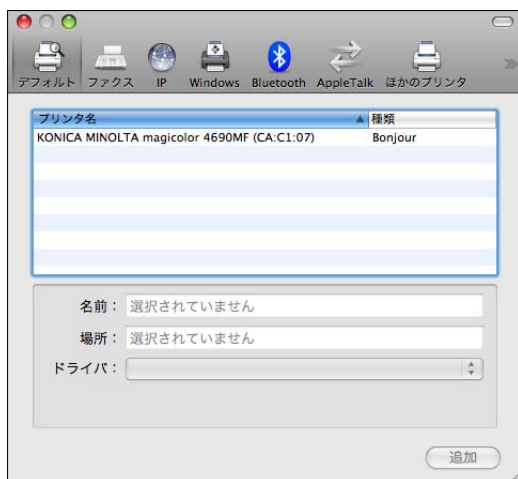 デフォルト ファクス IP Windows Bluetooth AppleTalk ほかのプリンタ
プリンタ名 種類
KONICA MINOLTA magicolor 4690MF (CA:C1:07) Bonjour
名前： 選択されていません
場所： 選択されていません
ドライバ：
追加